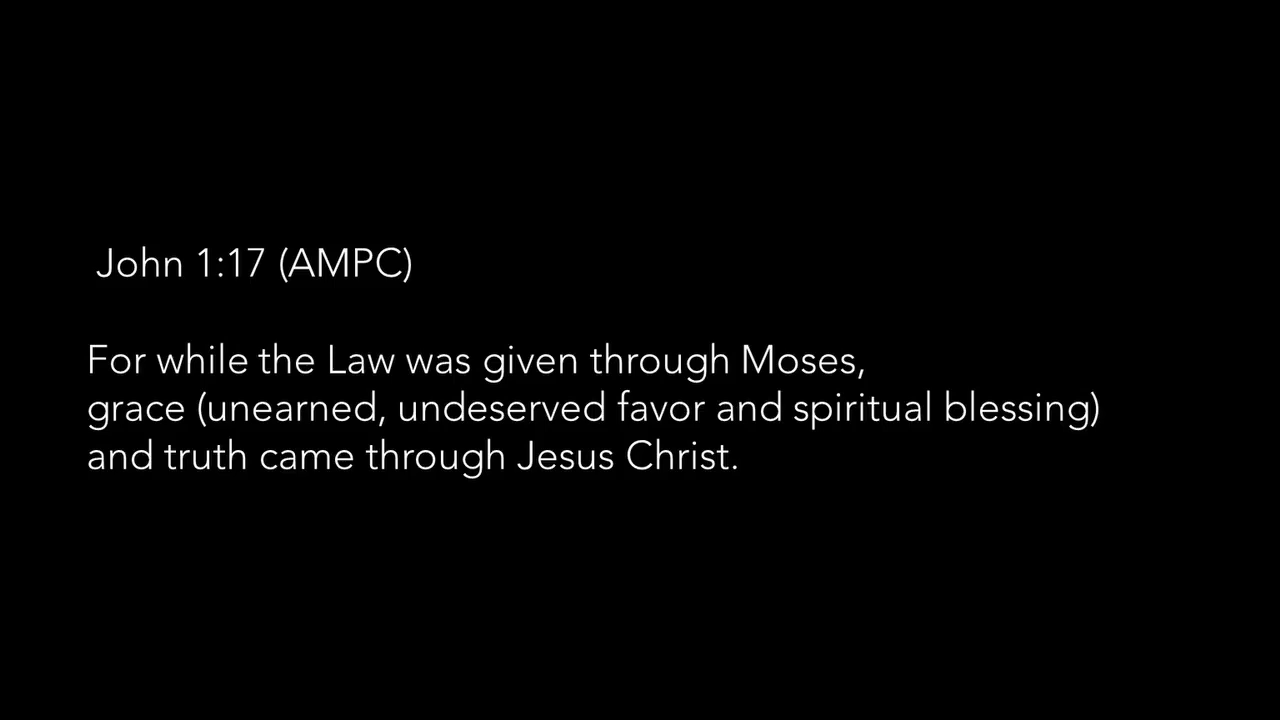 John 1:17 (AMPC)
For while the Law was given through Moses,
grace (unearned, undeserved favor and spiritual blessing)
and truth came through Jesus Christ.